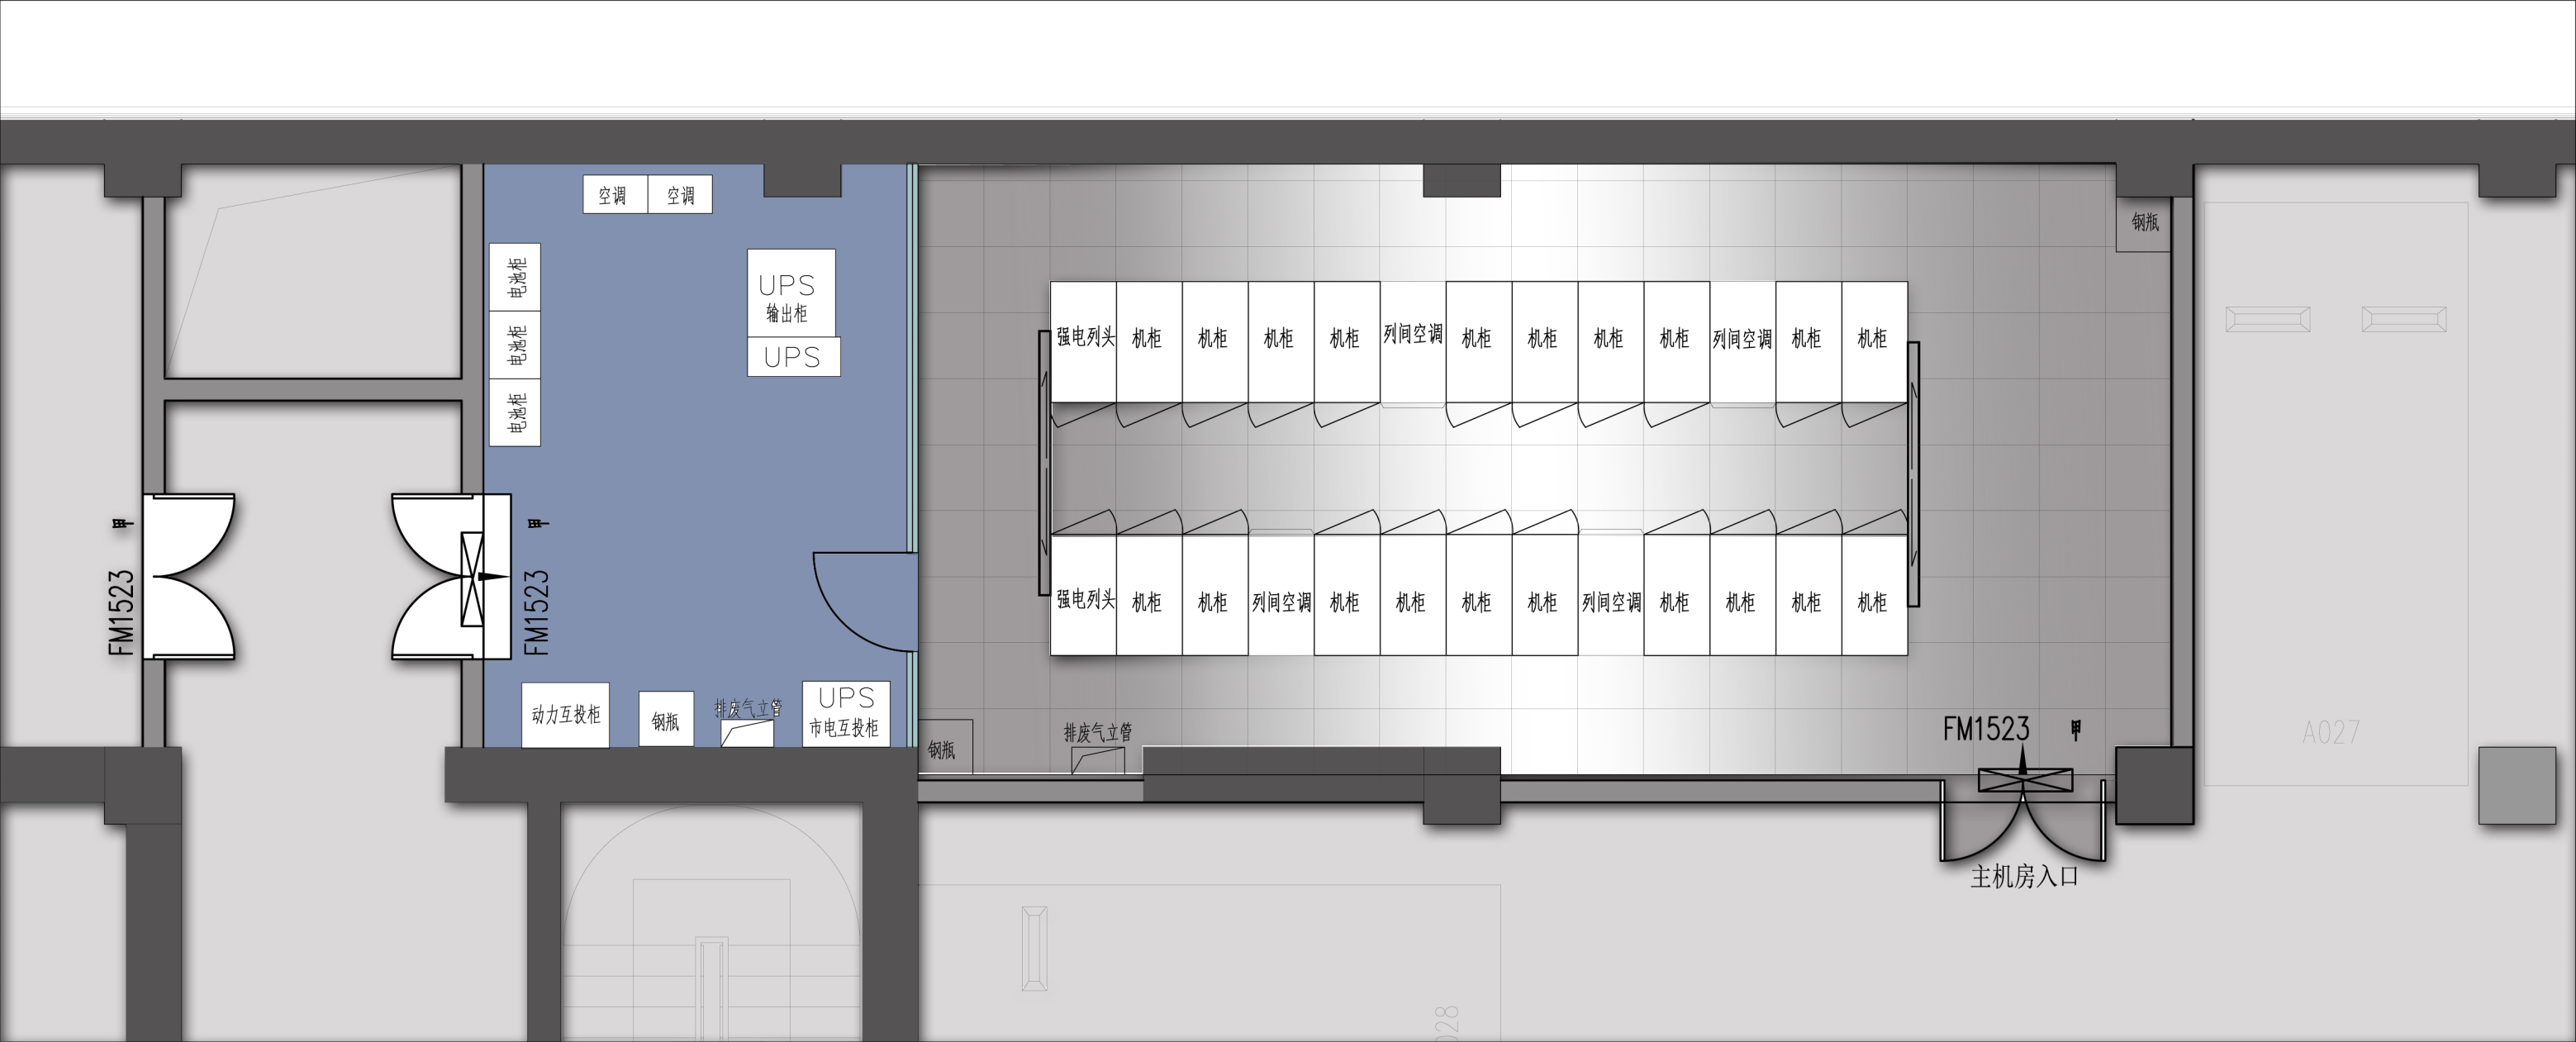 空调 空调
钢瓶
电池柜
电池柜
电池柜
UPS
输出柜
UPS
强电列头 机柜 机柜 机柜 机柜 列间空调 机柜 机柜 机柜 机柜 列间空调 机柜 机柜
甲
FM1523
甲
FM1523
强电列头 机柜 机柜 列间空调 机柜 机柜 机柜 机柜 列间空调 机柜 机柜 机柜 机柜
动力互投柜
钢瓶
排废气立管
UPS
市电互投柜
钢瓶
排废气立管
FM1523 甲
A027
主机房入口
028